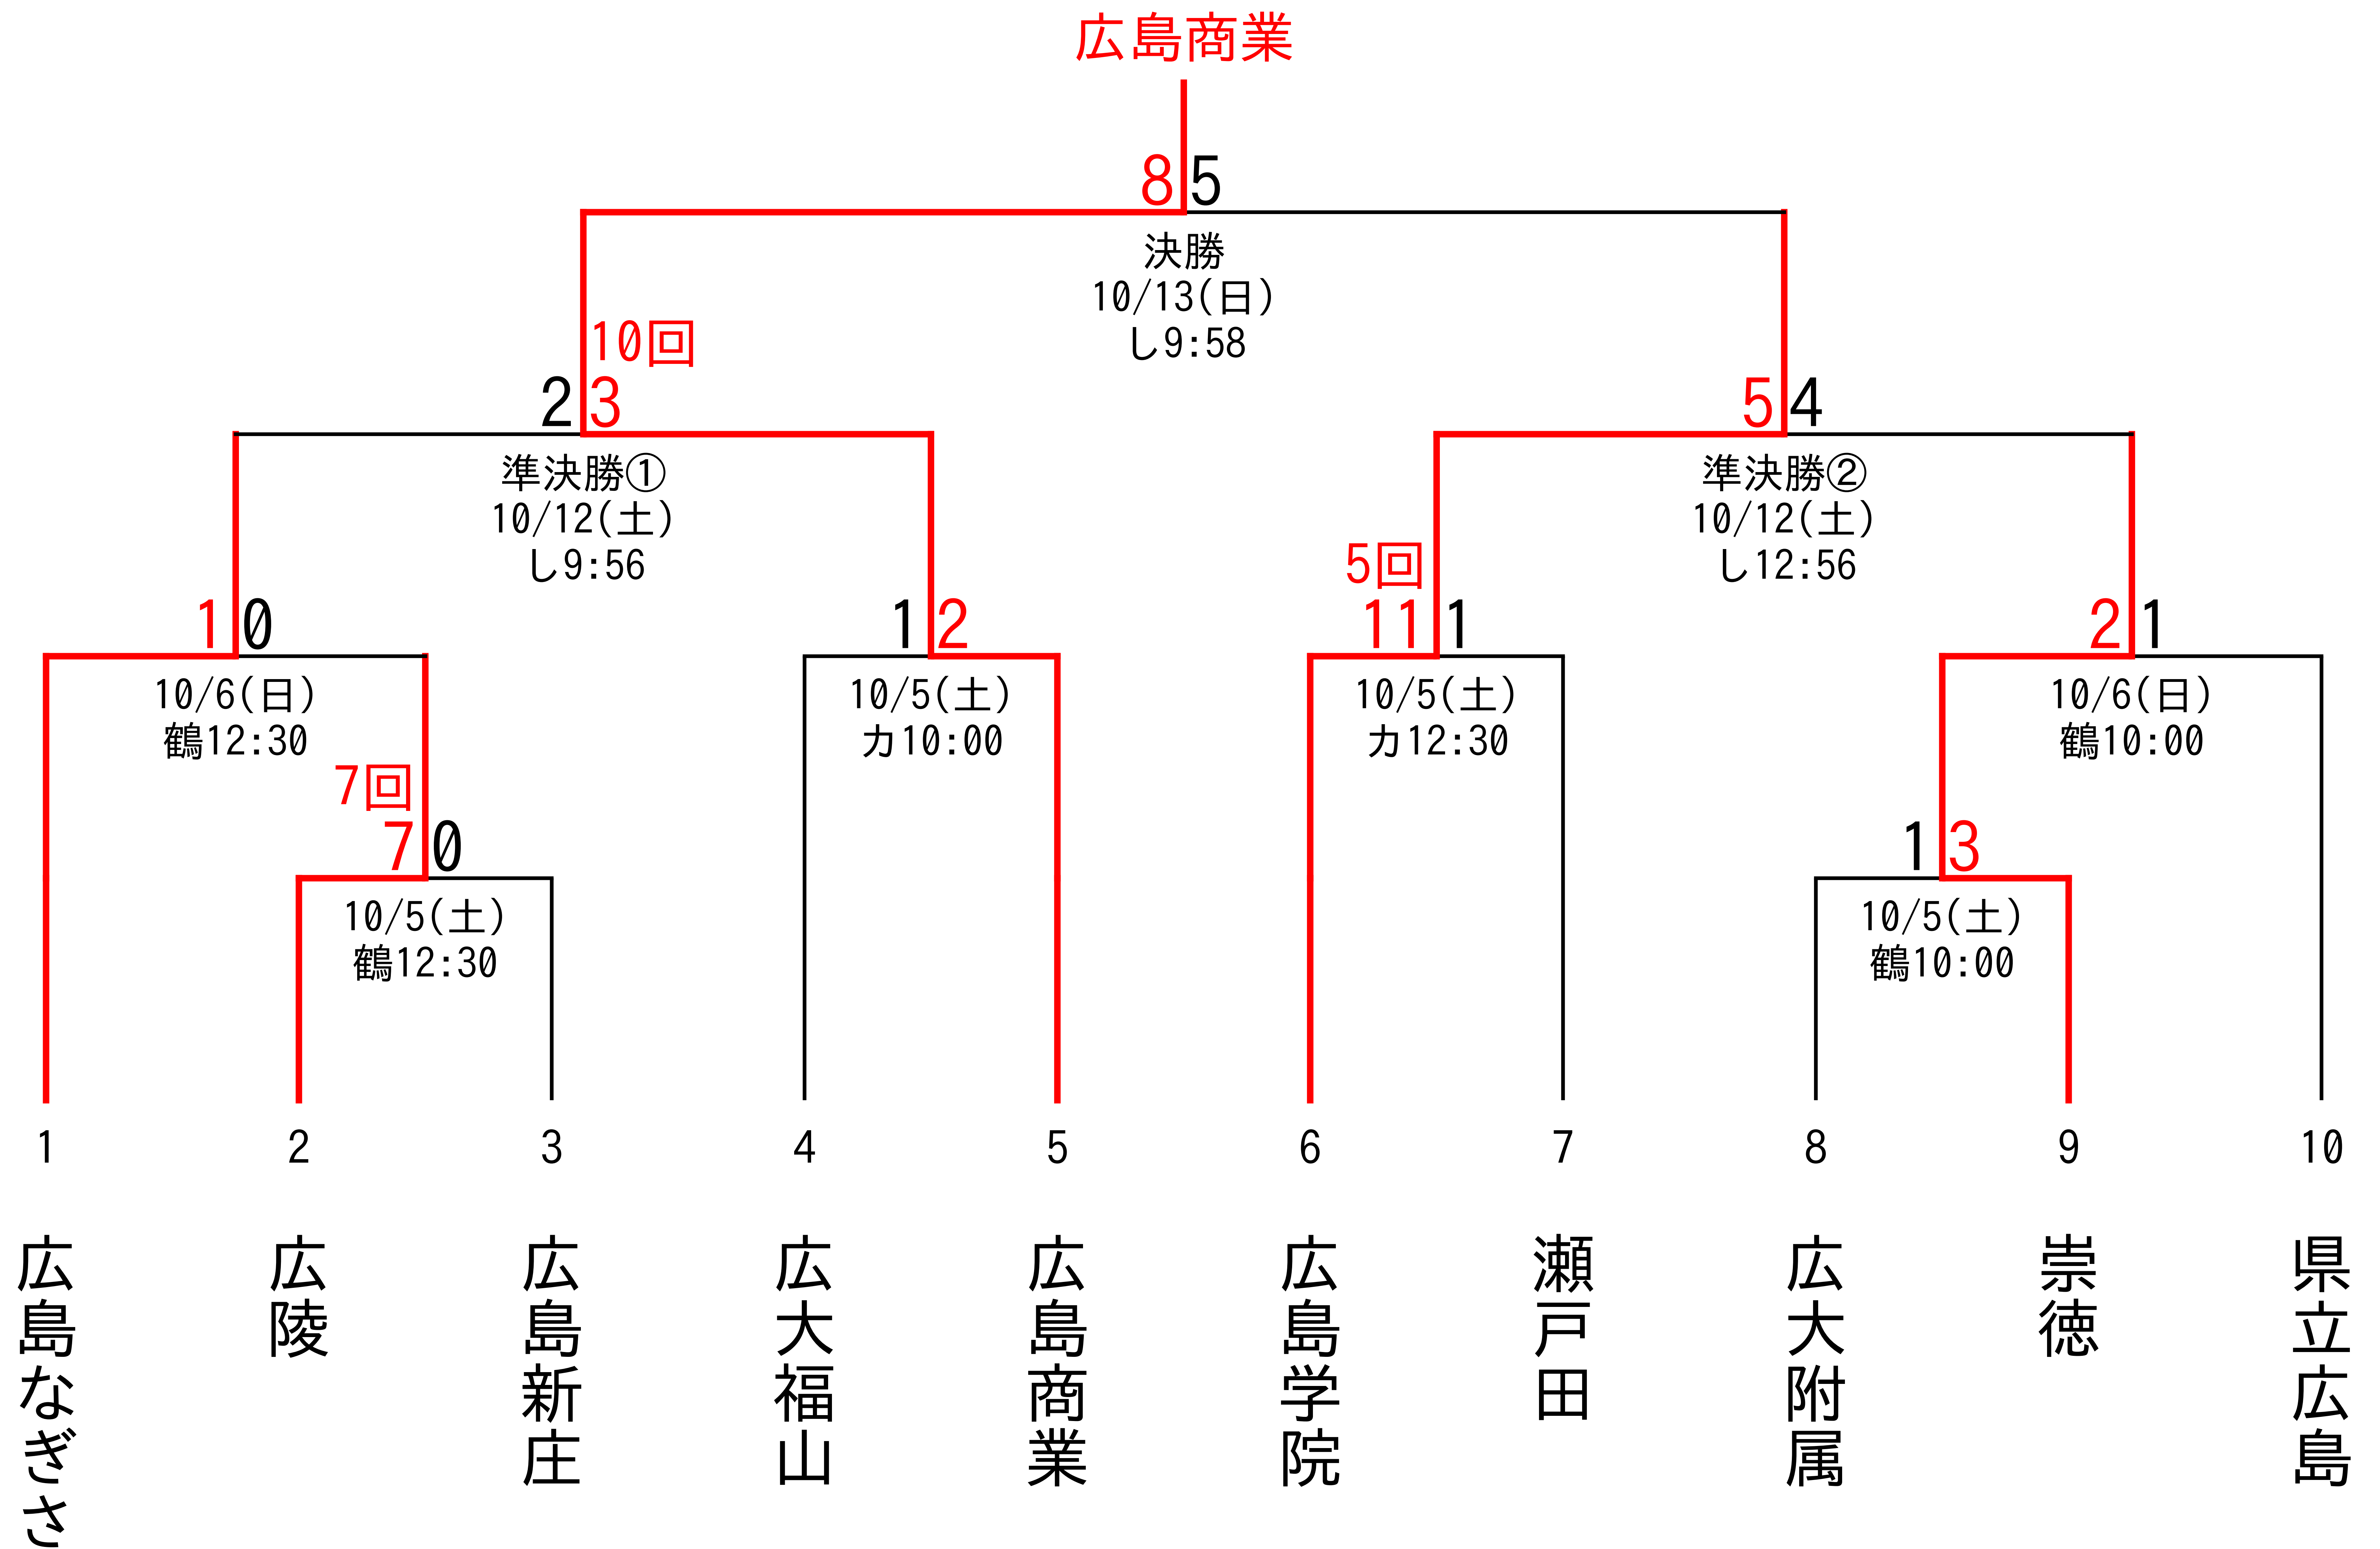 広島商業
8 5
決勝
10/13(日)
し9:58
10回
2 3
5 4
準決勝①
10/12(土)
し9:56
準決勝②
10/12(土)
し12:56
5回
1 0
1 2
11 1
2 1
10/6(日)
鶴12:30
10/5(土)
カ10:00
10/5(土)
カ12:30
10/6(日)
鶴10:00
7回
7 0
1 3
10/5(土)
鶴12:30
10/5(土)
鶴10:00
1 2 3 4 5 6 7 8 9 10
広島なぎさ
広陵
広島新庄
広大福山
広島商業
広島学院
瀬戸田
広大附属
崇徳
県立広島